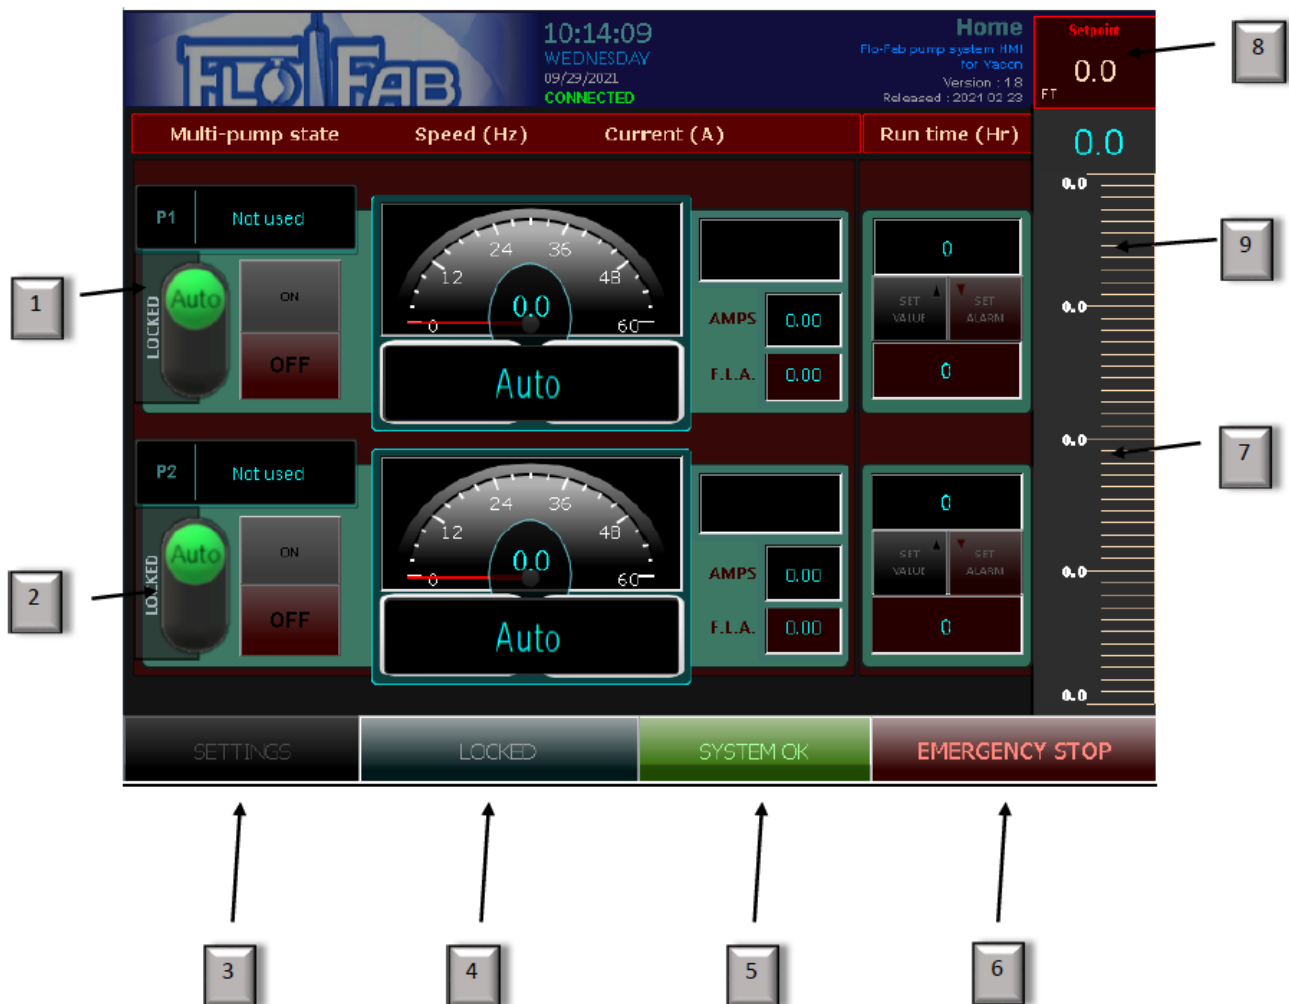 FLO FAB
10:14:09
WEDNESDAY
09/29/2021
CONNECTED
Home
Flo-Fab pump system HMI
for Yacon
Version : 1.8
Released : 2021 02 23
Setpoint
0.0
FT
8
Multi-pump state Speed (Hz) Current (A) Run time (Hr)
0.0
0.0
P1 Not used
24 36
12 48
0 60
0.0
0
9
1
LOCKED
Auto
ON
OFF
SET VALUE
SET ALARM
0.0
AMPS 0.00
F.L.A. 0.00
0
Auto
0.0
7
P2 Not used
24 36
12 48
0 60
0.0
0
2
LOCKED
Auto
ON
OFF
SET VALUE
SET ALARM
0.0
AMPS 0.00
F.L.A. 0.00
0
Auto
0.0
SETTINGS LOCKED SYSTEM OK EMERGENCY STOP
3 4 5 6